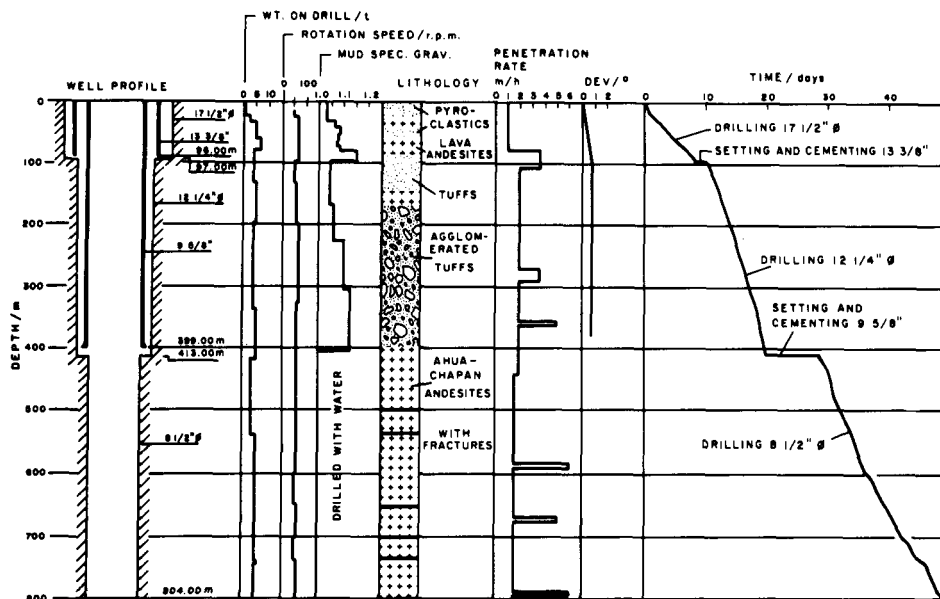 WT. ON DRILL / t
ROTATION SPEED / r.p.m.
0 100
MUD SPEC. GRAV.
WELL PROFILE
0 5 10
0
1.0 1.1 1.2
LITHOLOGY
PENETRATION
RATE
m/h
0 1 2 3 4 5 6
DEV / °
0 1 2
TIME / days
0 10 20 30 40
DEPTH / m
0
100
200
300
400
500
600
700
17 1/2" Ø
13 3/8"
96.00 m
97.00 m
12 1/4" Ø
9 5/8"
399.00 m
413.00 m
8 1/2" Ø
804.00 m
DRILLED WITH WATER
PYRO-
CLASTICS
LAVA
ANDESITES
TUFFS
AGGLOM-
ERATED
TUFFS
AHUA-
CHAPAN
ANDESITES
WITH
FRACTURES
DRILLING 17 1/2" Ø
SETTING AND CEMENTING 13 3/8"
DRILLING 12 1/4" Ø
SETTING AND
CEMENTING 9 5/8"
DRILLING 8 1/2" Ø